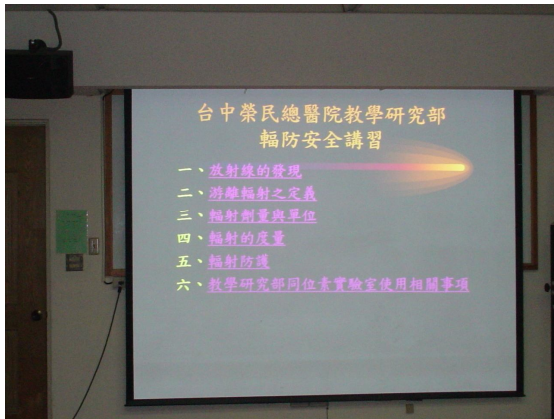 台中榮民總醫院教學研究部
輻防安全講習
一、放射線的發現
二、游離輻射之定義
三、輻射劑量與單位
四、輻射的度量
五、輻射防護
六、教學研究部同位素實驗室使用相關事項